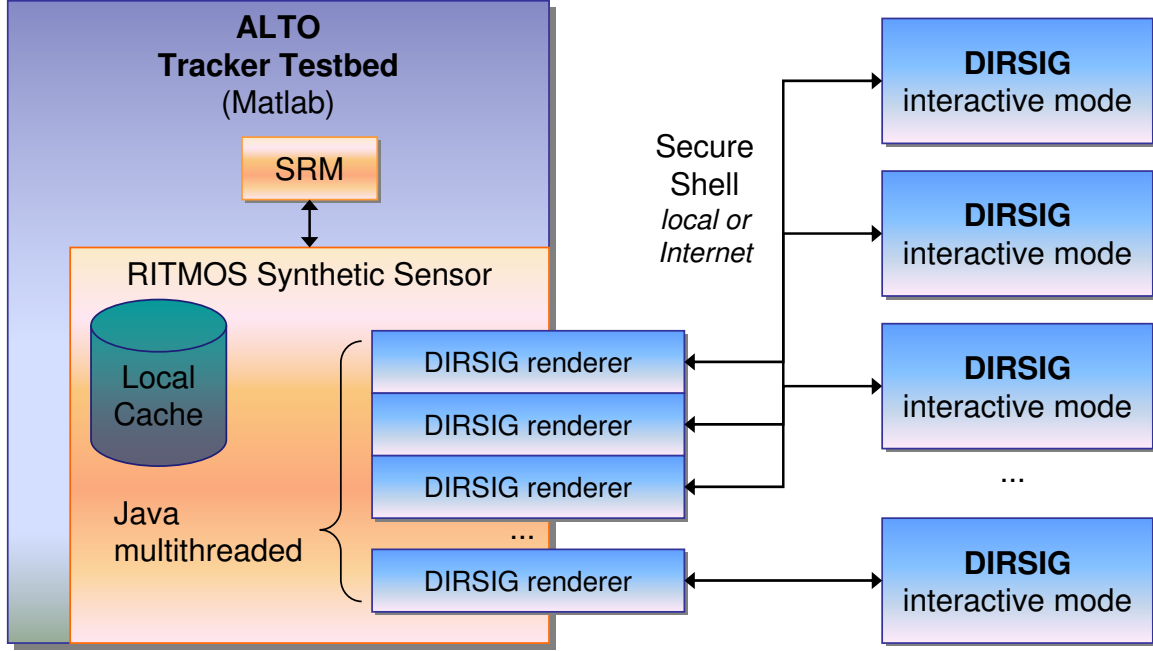 ALTO
Tracker Testbed
(Matlab)
SRM
RITMOS Synthetic Sensor
Local
Cache
Java
multithreaded
DIRSIG renderer
DIRSIG renderer
DIRSIG renderer
...
DIRSIG renderer
Secure
Shell
local or
Internet
DIRSIG
interactive mode
DIRSIG
interactive mode
DIRSIG
interactive mode
...
DIRSIG
interactive mode